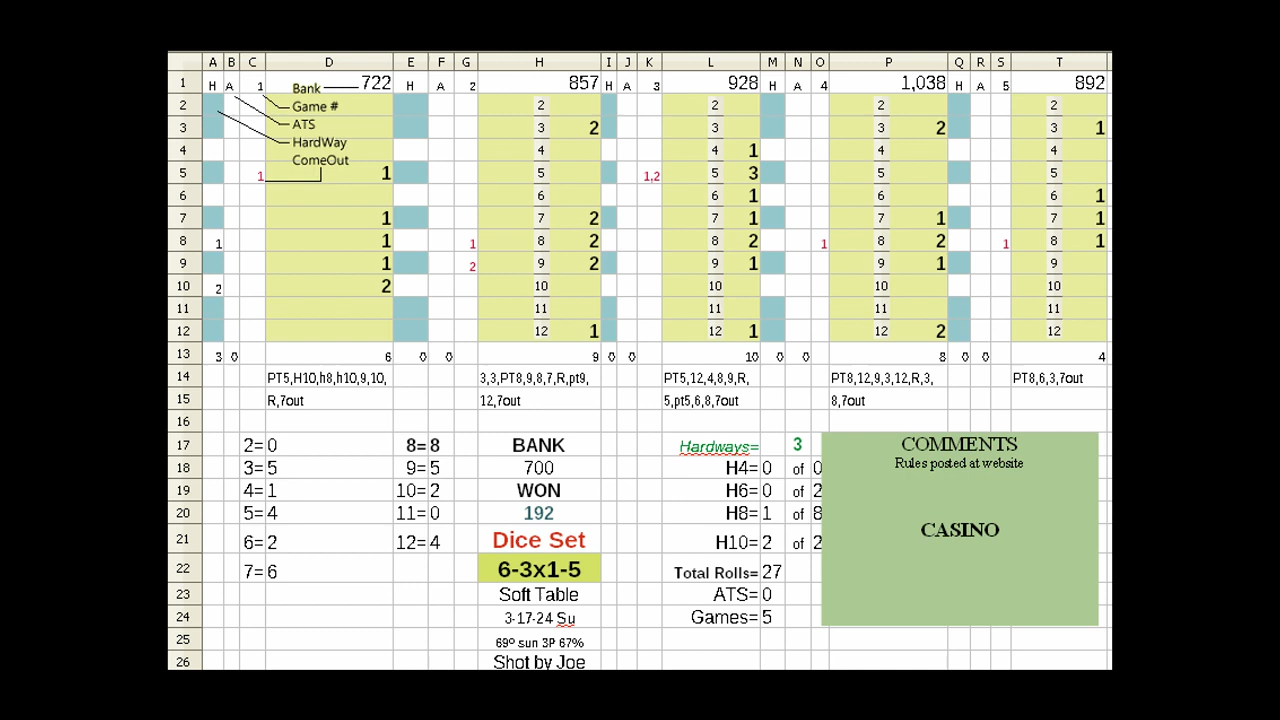 A B C D E F G H I J K L M N O P Q R S T
1 H A 1 Bank 722 H A 2 857 H A 3 928 H A 4 1,038 H A 5 892
2 Game # 2 2 2 2
3 ATS 3 2 3 3 2 3 1
4 HardWay 4 4 1 4 4
ComeOut
5 1 1 5 1,2 5 3 5 5
6 6 6 1 6 6 1
7 1 7 2 7 1 7 1 7 1
8 1 1 1 8 2 8 2 1 8 2 1 8 1
9 1 2 9 2 9 1 9 1 9
10 2 2 10 10 10 10
11 11 11 11 11
12 12 1 12 1 12 2 12
13 3 0 6 0 0 9 0 0 10 0 0 8 0 0 4
14 PT5,H10,h8,h10,9,10, 3,3,PT8,9,8,7,R,pt9, PT5,12,4,8,9,R, PT8,12,9,3,12,R,3, PT8,6,3,7out
15 R,7out 12,7out 5,pt5,6,8,7out 8,7out
16
17 2= 0 8= 8 BANK Hardways= 3 COMMENTS
18 3= 5 9= 5 700 H4= 0 of 0 Rules posted at website
19 4= 1 10= 2 WON H6= 0 of 2
20 5= 4 11= 0 192 H8= 1 of 8 CASINO
21 6= 2 12= 4 Dice Set H10= 2 of 2
22 7= 6 6-3x1-5 Total Rolls= 27
23 Soft Table ATS= 0
24 3-17-24 Su Games= 5
25 69º sun 3P 67%
26 Shot by Joe